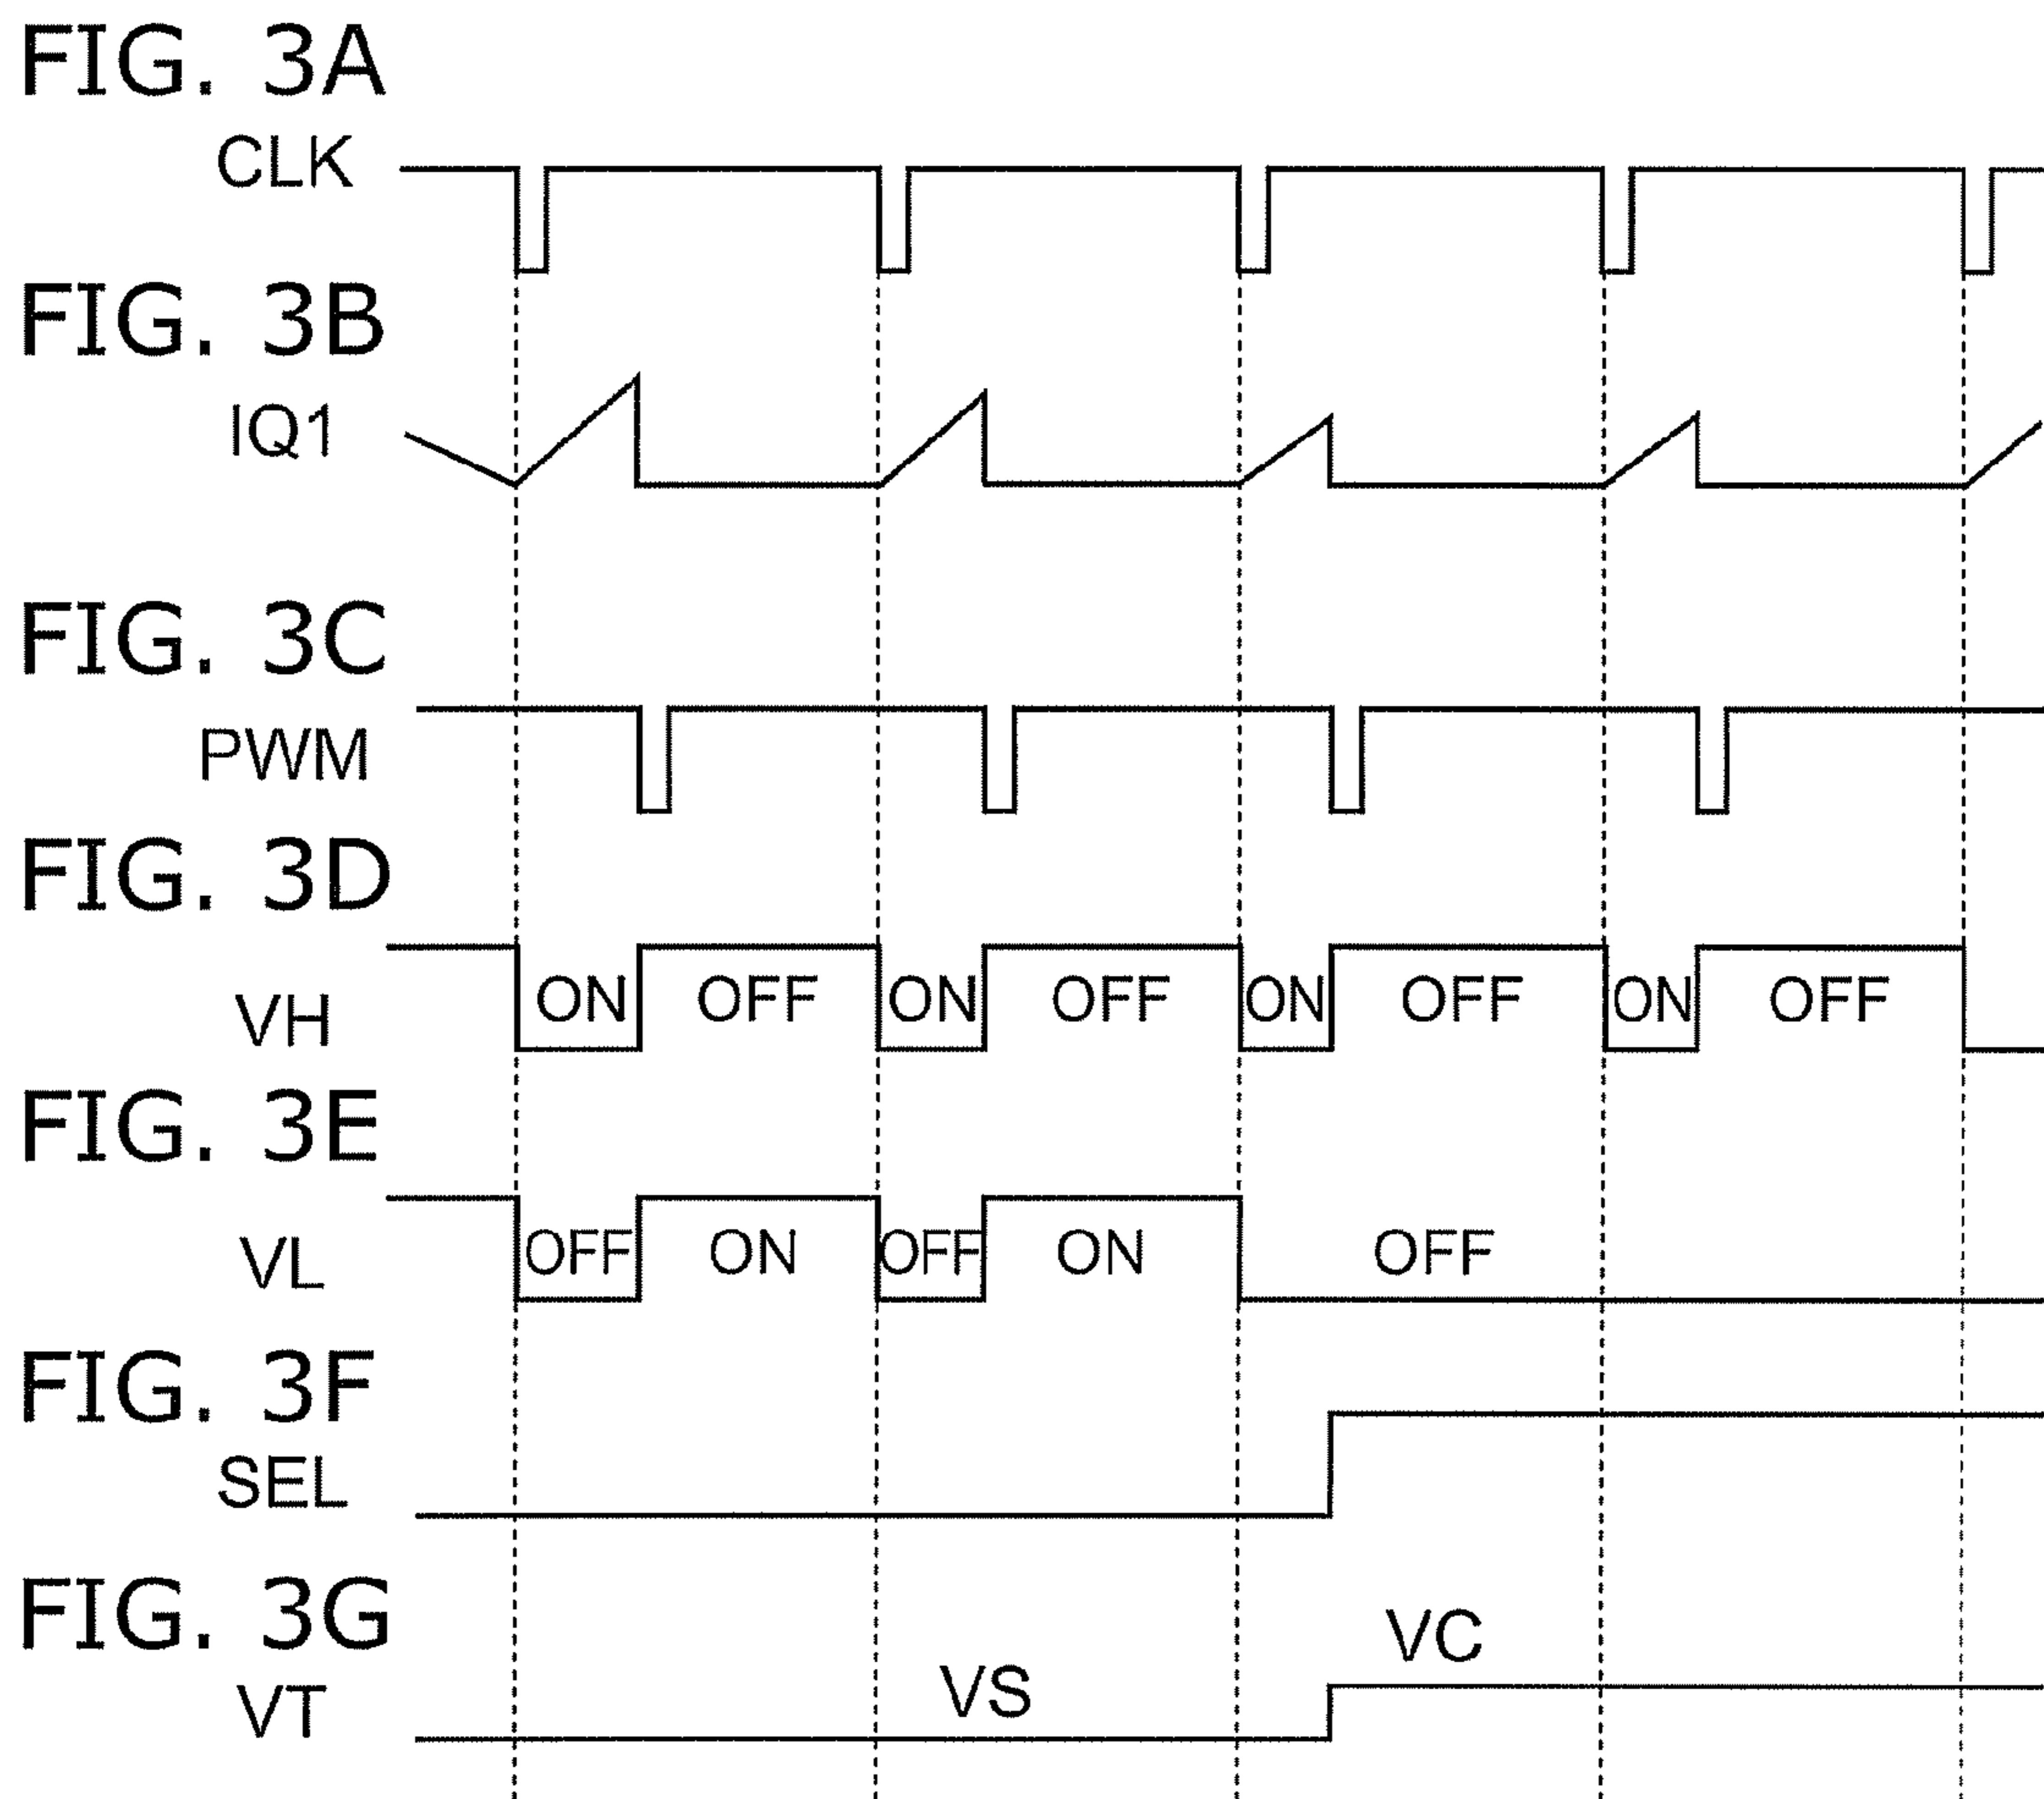 FIG. 3A
CLK
FIG. 3B
IQ1
FIG. 3C
PWM
FIG. 3D
VH ON OFF ON OFF ON OFF ON OFF
FIG. 3E
VL OFF ON OFF ON OFF
FIG. 3F
SEL
FIG. 3G
VC
VS
VT